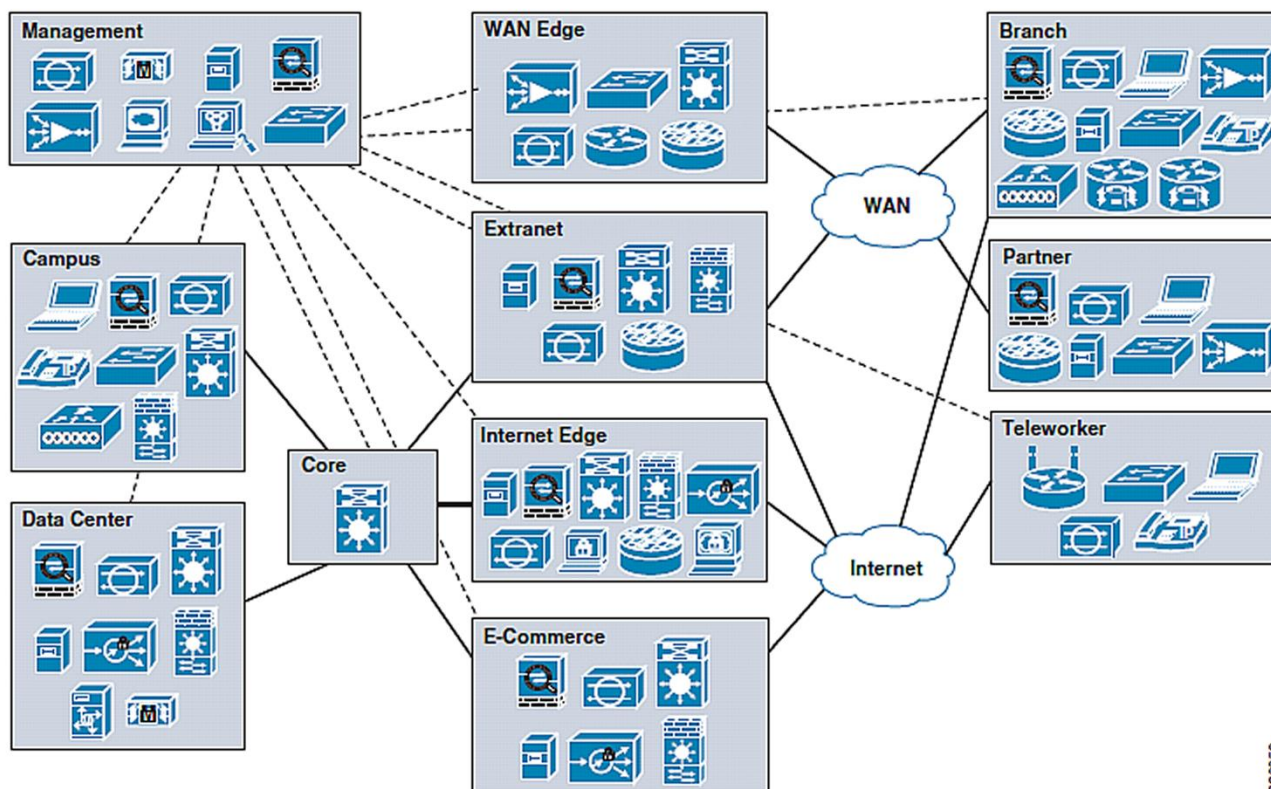 Management
WAN Edge
Branch
WAN
Campus
Extranet
Partner
Core
Internet Edge
Teleworker
Data Center
Internet
E-Commerce